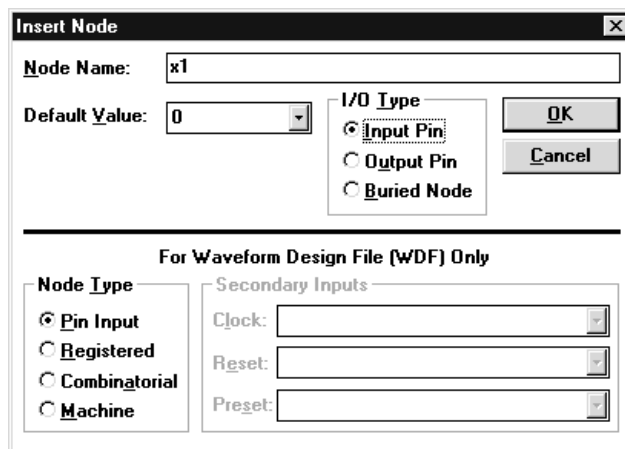 Insert Node
Node Name: x1
Default Value: 0
I/O Type
Input Pin
Output Pin
Buried Node
OK
Cancel
For Waveform Design File (WDF) Only
Node Type
Pin Input
Registered
Combinatorial
Machine
Secondary Inputs
Clock:
Reset:
Preset: